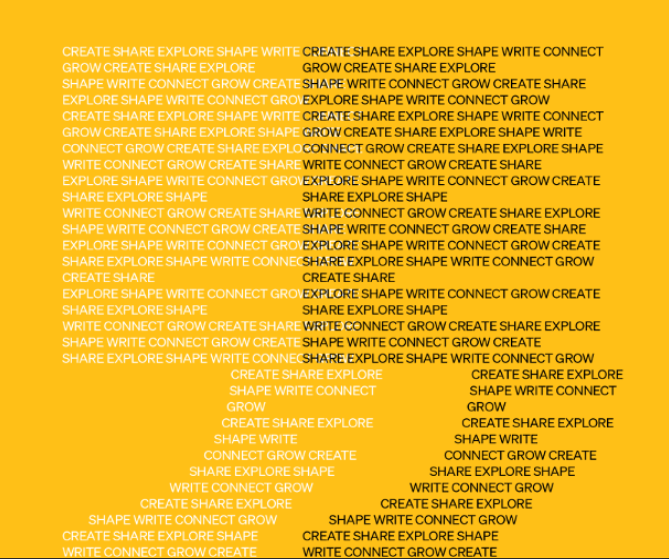 CREATE SHARE EXPLORE SHAPE WRITE CREATE SHARE EXPLORE SHAPE WRITE CONNECT
GROW CREATE SHARE EXPLORE GROW CREATE SHARE EXPLORE
SHAPE WRITE CONNECT GROW CREATE SHAPE WRITE CONNECT GROW CREATE SHARE
EXPLORE SHAPE WRITE CONNECT GROW EXPLORE SHAPE WRITE CONNECT GROW
CREATE SHARE EXPLORE SHAPE WRITE CREATE SHARE EXPLORE SHAPE WRITE CONNECT
GROW CREATE SHARE EXPLORE SHAPE GROW CREATE SHARE EXPLORE SHAPE WRITE
CONNECT GROW CREATE SHARE EXPLORE CONNECT GROW CREATE SHARE EXPLORE SHAPE
WRITE CONNECT GROW CREATE SHARE WRITE CONNECT GROW CREATE SHARE
EXPLORE SHAPE WRITE CONNECT GROW EXPLORE SHAPE WRITE CONNECT GROW CREATE
SHARE EXPLORE SHAPE SHARE EXPLORE SHAPE
WRITE CONNECT GROW CREATE SHARE WRITE CONNECT GROW CREATE SHARE EXPLORE
SHAPE WRITE CONNECT GROW CREATE SHAPE WRITE CONNECT GROW CREATE SHARE
EXPLORE SHAPE WRITE CONNECT GROW EXPLORE SHAPE WRITE CONNECT GROW CREATE
SHARE EXPLORE SHAPE WRITE CONNECT SHARE EXPLORE SHAPE WRITE CONNECT GROW
CREATE SHARE CREATE SHARE
EXPLORE SHAPE WRITE CONNECT GROW EXPLORE SHAPE WRITE CONNECT GROW CREATE
SHARE EXPLORE SHAPE SHARE EXPLORE SHAPE
WRITE CONNECT GROW CREATE SHARE WRITE CONNECT GROW CREATE SHARE EXPLORE
SHAPE WRITE CONNECT GROW CREATE SHAPE WRITE CONNECT GROW CREATE
SHARE EXPLORE SHAPE WRITE CONNECT SHARE EXPLORE SHAPE WRITE CONNECT GROW
CREATE SHARE EXPLORE CREATE SHARE EXPLORE
SHAPE WRITE CONNECT SHAPE WRITE CONNECT
GROW GROW
CREATE SHARE EXPLORE CREATE SHARE EXPLORE
SHAPE WRITE SHAPE WRITE
CONNECT GROW CREATE CONNECT GROW CREATE
SHARE EXPLORE SHAPE SHARE EXPLORE SHAPE
WRITE CONNECT GROW WRITE CONNECT GROW
CREATE SHARE EXPLORE CREATE SHARE EXPLORE
SHAPE WRITE CONNECT GROW SHAPE WRITE CONNECT GROW
CREATE SHARE EXPLORE SHAPE CREATE SHARE EXPLORE SHAPE
WRITE CONNECT GROW CREATE WRITE CONNECT GROW CREATE